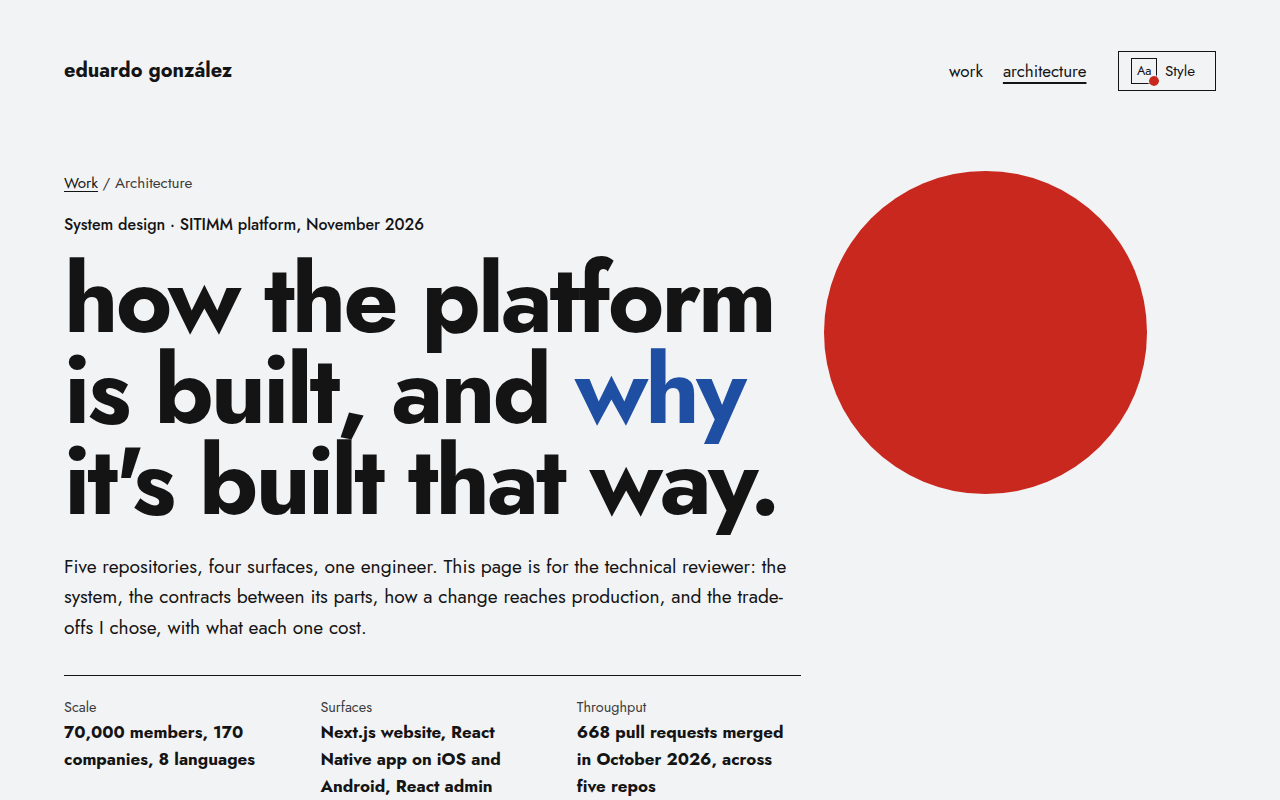 eduardo gonzález
work architecture Aa Style
Work / Architecture
System design · SITIMM platform, November 2026
how the platform
is built, and why
it's built that way.
Five repositories, four surfaces, one engineer. This page is for the technical reviewer: the
system, the contracts between its parts, how a change reaches production, and the trade-
offs I chose, with what each one cost.
Scale
70,000 members, 170
companies, 8 languages
Surfaces
Next.js website, React
Native app on iOS and
Android, React admin
Throughput
668 pull requests merged
in October 2026, across
five repos